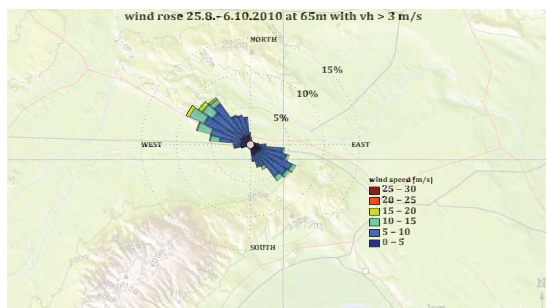 wind rose 25.8.-6.10.2010 at 65m with vh > 3 m/s
NORTH
15%
10%
5%
WEST
EAST
wind speed [m/s]
25 - 30
20 - 25
15 - 20
10 - 15
5 - 10
0 - 5
SOUTH